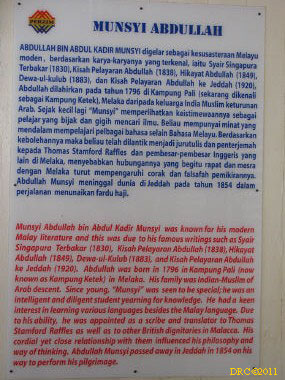 PERZIM
MUNSYI ABDULLAH
ABDULLAH BIN ABDUL KADIR MUNSYI digelar sebagai kesusasteraan Melayu
moden, berdasarkan karya-karyanya yang terkenal, iaitu Syair Singapura
Terbakar (1830), Kisah Pelayaran Abdullah (1838), Hikayat Abdullah (1849),
Dewa-ul-kulub (1883), dan Kisah Pelayaran Abdullah ke Jeddah (1920).
Abdullah dilahirkan pada tahun 1796 di Kampung Pali (sekarang dikenali
sebagai Kampung Ketek), Melaka daripada keluarga India Muslim keturunan
Arab. Sejak kecil lagi "Munsyi" memperlihatkan keistimewaannya sebagai
pelajar yang bijak dan gigih mencari ilmu. Beliau mempunyai minat yang
mendalam mempelajari pelbagai bahasa selain Bahasa Melayu. Berdasarkan
kebolehannya maka beliau telah dilantik menjadi jurutulis dan penterjemah
kepada Thomas Stamford Raffles dan pembesar-pembesar Inggeris yang
lain di Melaka, menyebabkan hubungannya yang begitu rapat dan mesra
dengan Melaka turut mempengaruhi corak dan falsafah pemikirannya.
Abdullah Munsyi meninggal dunia di Jeddah pada tahun 1854 dalam
perjalanan menunaikan fardu haji.
Munsyi Abdullah bin Abdul Kadir Munsyi was known for his modern
Malay literature and this was due to his famous writings such as Syair
Singapura Terbakar (1830), Kisah Pelayaran Abdullah (1838), Hikayat
Abdullah (1849), Dewa-ul-Kulub (1883), and Kisah Pelayaran Abdullah
ke Jeddah (1920). Abdullah was born in 1796 in Kampung Pali (now
known as Kampung Ketek) in Melaka. His family was Indian-Muslim of
Arab descent. Since young, "Munsyi" was seen to be special; he was an
intelligent and diligent student yearning for knowledge. He had a keen
interest in learning various languages besides the Malay language. Due
to his ability, he was appointed as a scribe and translator to Thomas
Stamford Raffles as well as to other British dignitaries in Malacca. His
cordial yet close relationship with them influenced his philosophy and
way of thinking. Abdullah Munsyi passed away in Jeddah in 1854 on his
way to perform his pilgrimage.
DRC©2011